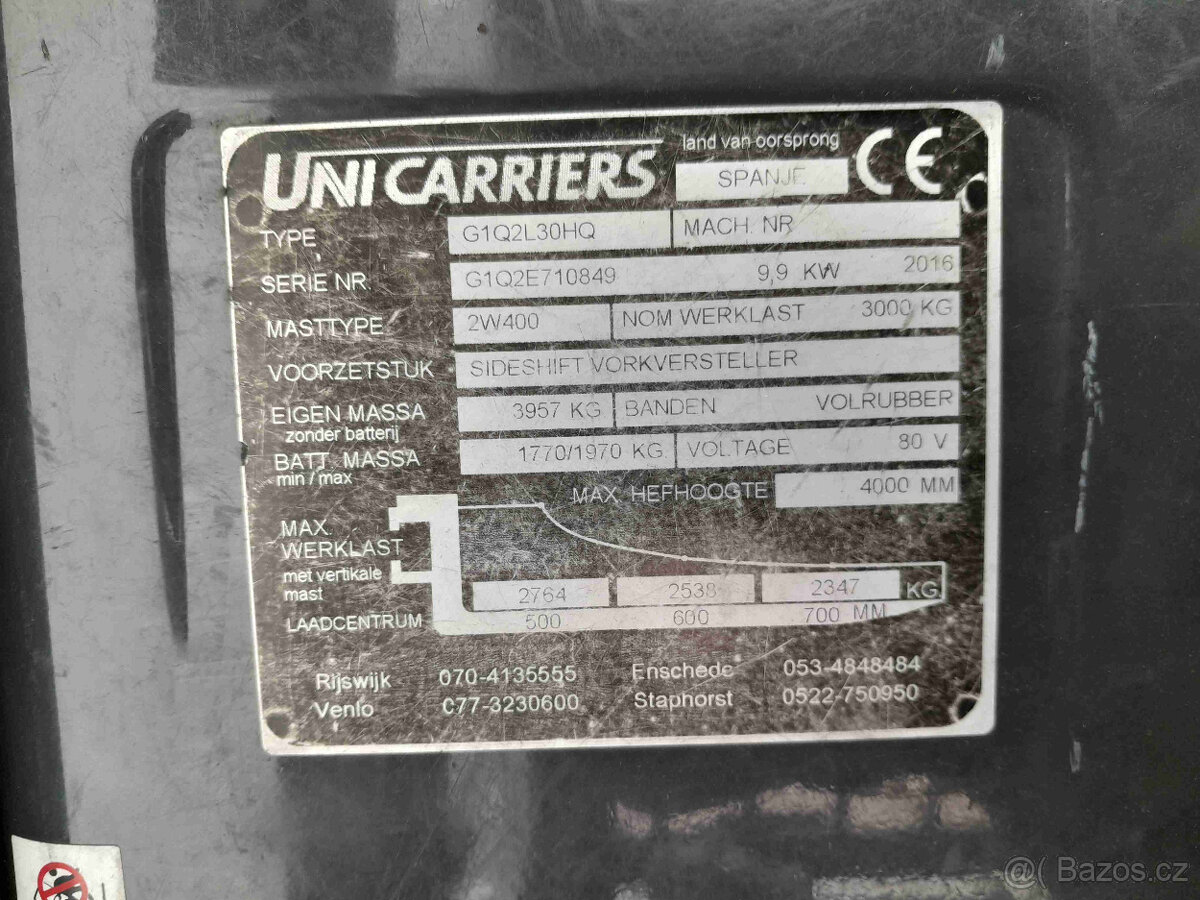 UNICARRIERS land van oorsprong CE
SPANJE
TYPE G1Q2L30HQ MACH. NR
SERIE NR. G1Q2E710849 9,9 KW 2016
MASTTYPE 2W400 NOM WERKLAST 3000 KG
VOORZETSTUK SIDESHIFT VORKVERSTELLER
EIGEN MASSA 3957 KG BANDEN VOLRUBBER
zonder batterij
BATT. MASSA 1770/1970 KG VOLTAGE 80 V
min / max
MAX. HEFHOOGTE 4000 MM
MAX.
WERKLAST
met vertikale
mast
2764 2538 2347 KG
LAADCENTRUM 500 600 700 MM
Rijswijk 070-4135555 Enschede 053-4848484
Venlo C77-3230600 Staphorst 0522-750950
@( Bazos.cz